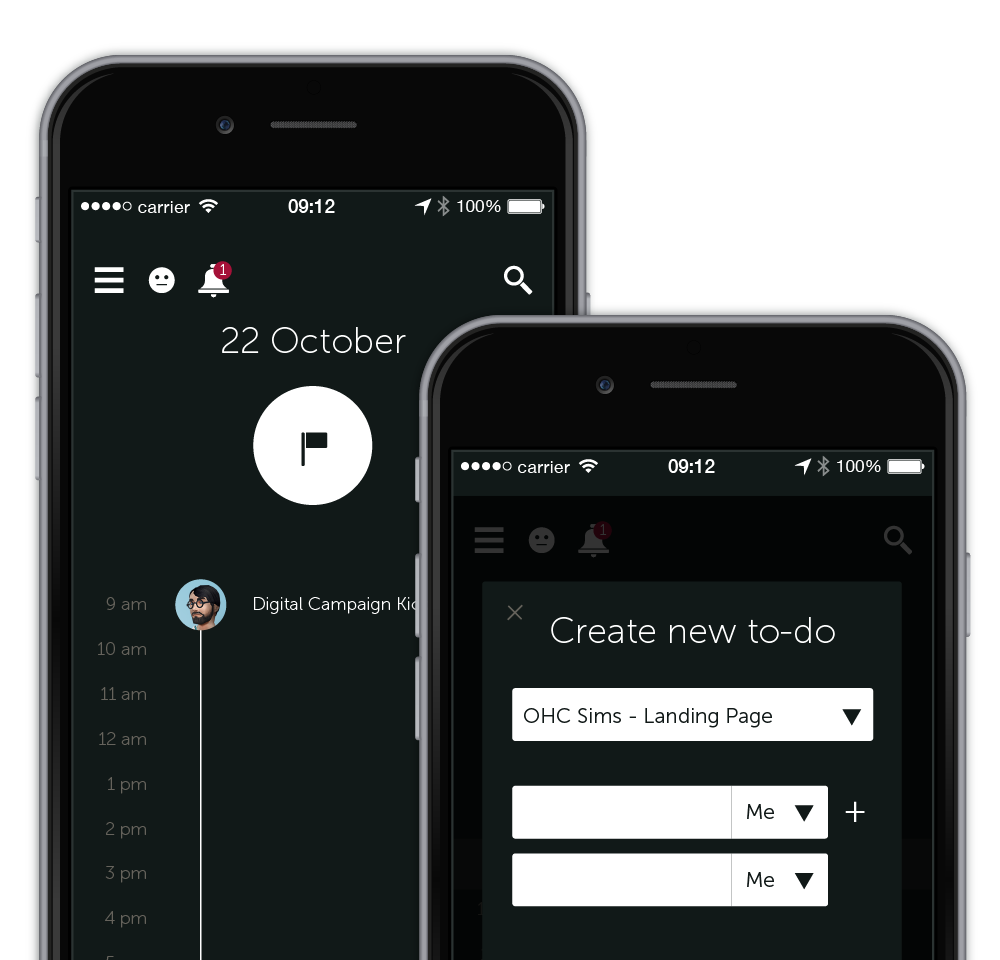 carrier 09:12 100%
1
22 October
9 am Digital Campaign
10 am
11 am
12 am
1 pm
2 pm
3 pm
4 pm
carrier 09:12 100%
1
Create new to-do
OHC Sims - Landing Page
Me
Me